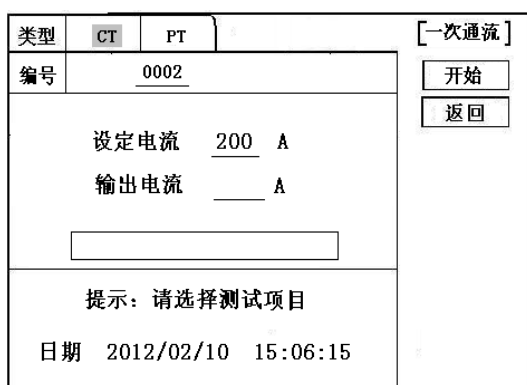 类型 CT PT [一次通流]
编号 0002 开始
返回
设定电流 200 A
输出电流 A
提示：请选择测试项目
日期 2012/02/10 15:06:15